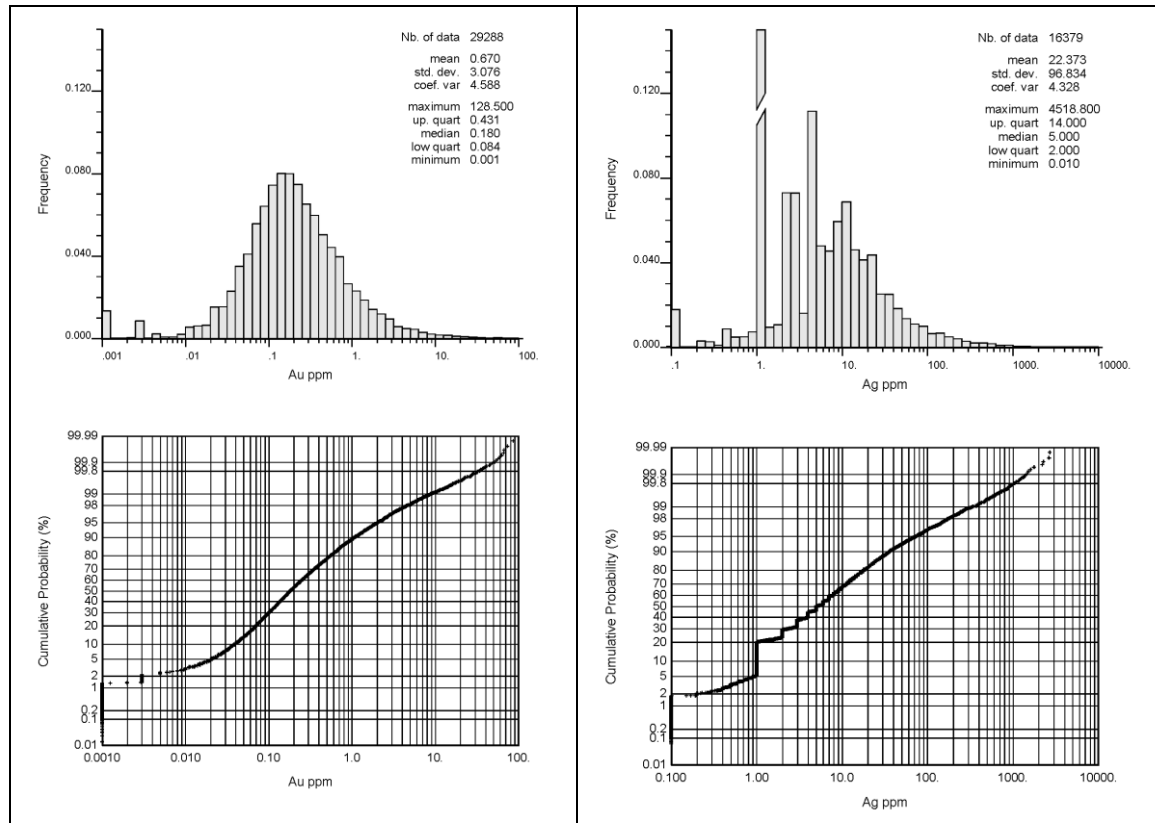 Nb. of data 29288
mean 0.670
std. dev. 3.076
coef. var 4.588
maximum 128.500
up. quart 0.431
median 0.180
low quart 0.084
minimum 0.001
Frequency
0.120
0.080
0.040
0.000
.001 .01 .1 1. 10. 100.
Au ppm
Nb. of data 16379
mean 22.373
std. dev. 96.834
coef. var 4.328
maximum 4518.800
up. quart 14.000
median 5.000
low quart 2.000
minimum 0.010
Frequency
0.120
0.080
0.040
0.000
.1 1. 10. 100. 1000. 10000.
Ag ppm
Cumulative Probability (%)
99.99
99.9
99.8
99
98
95
90
80
70
60
50
40
30
20
10
5
2
1
0.2
0.1
0.01
0.0010 0.010 0.10 1.0 10.0 100.
Au ppm
Cumulative Probability (%)
99.99
99.9
99.8
99
98
95
90
80
70
60
50
40
30
20
10
5
2
1
0.2
0.1
0.01
0.100 1.00 10.0 100. 1000. 10000.
Ag ppm